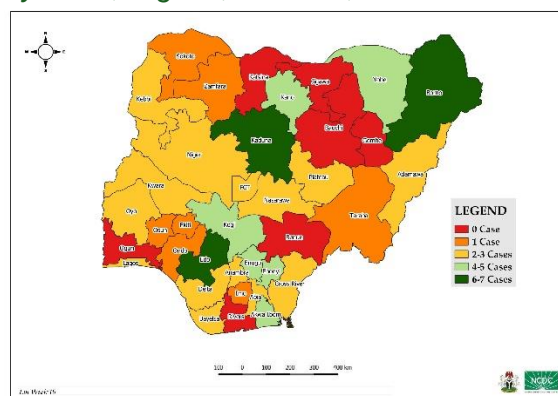 N
Sokoto
Katsina
Jigawa
Yobe
Borno
Zamfara
Kano
Kebbi
Kaduna
Bauchi
Gombe
Niger
Plateau
Adamawa
Kwara
FCT
Nasarawa
Oyo
Taraba
Osun
Ekiti
Kogi
Benue
Ogun
Ondo
Edo
Enugu
Ebonyi
Lagos
Anambra
Cross River
Delta
Imo
Abia
Bayelsa
Rivers
Akwa Ibom
LEGEND
0 Case
1 Case
2-3 Cases
4-5 Cases
6-7 Cases
100 0 100 200 300 400 km
NCDC